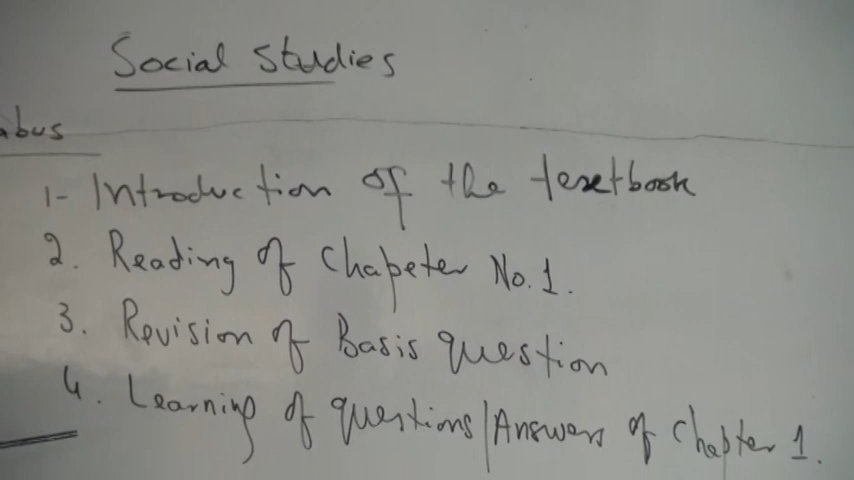 Social Studies
abus
1- Introduction of the textbook
2. Reading of Chapeter No. 1.
3. Revision of Basis question
4. Learning of questions/Answers of Chapter 1.